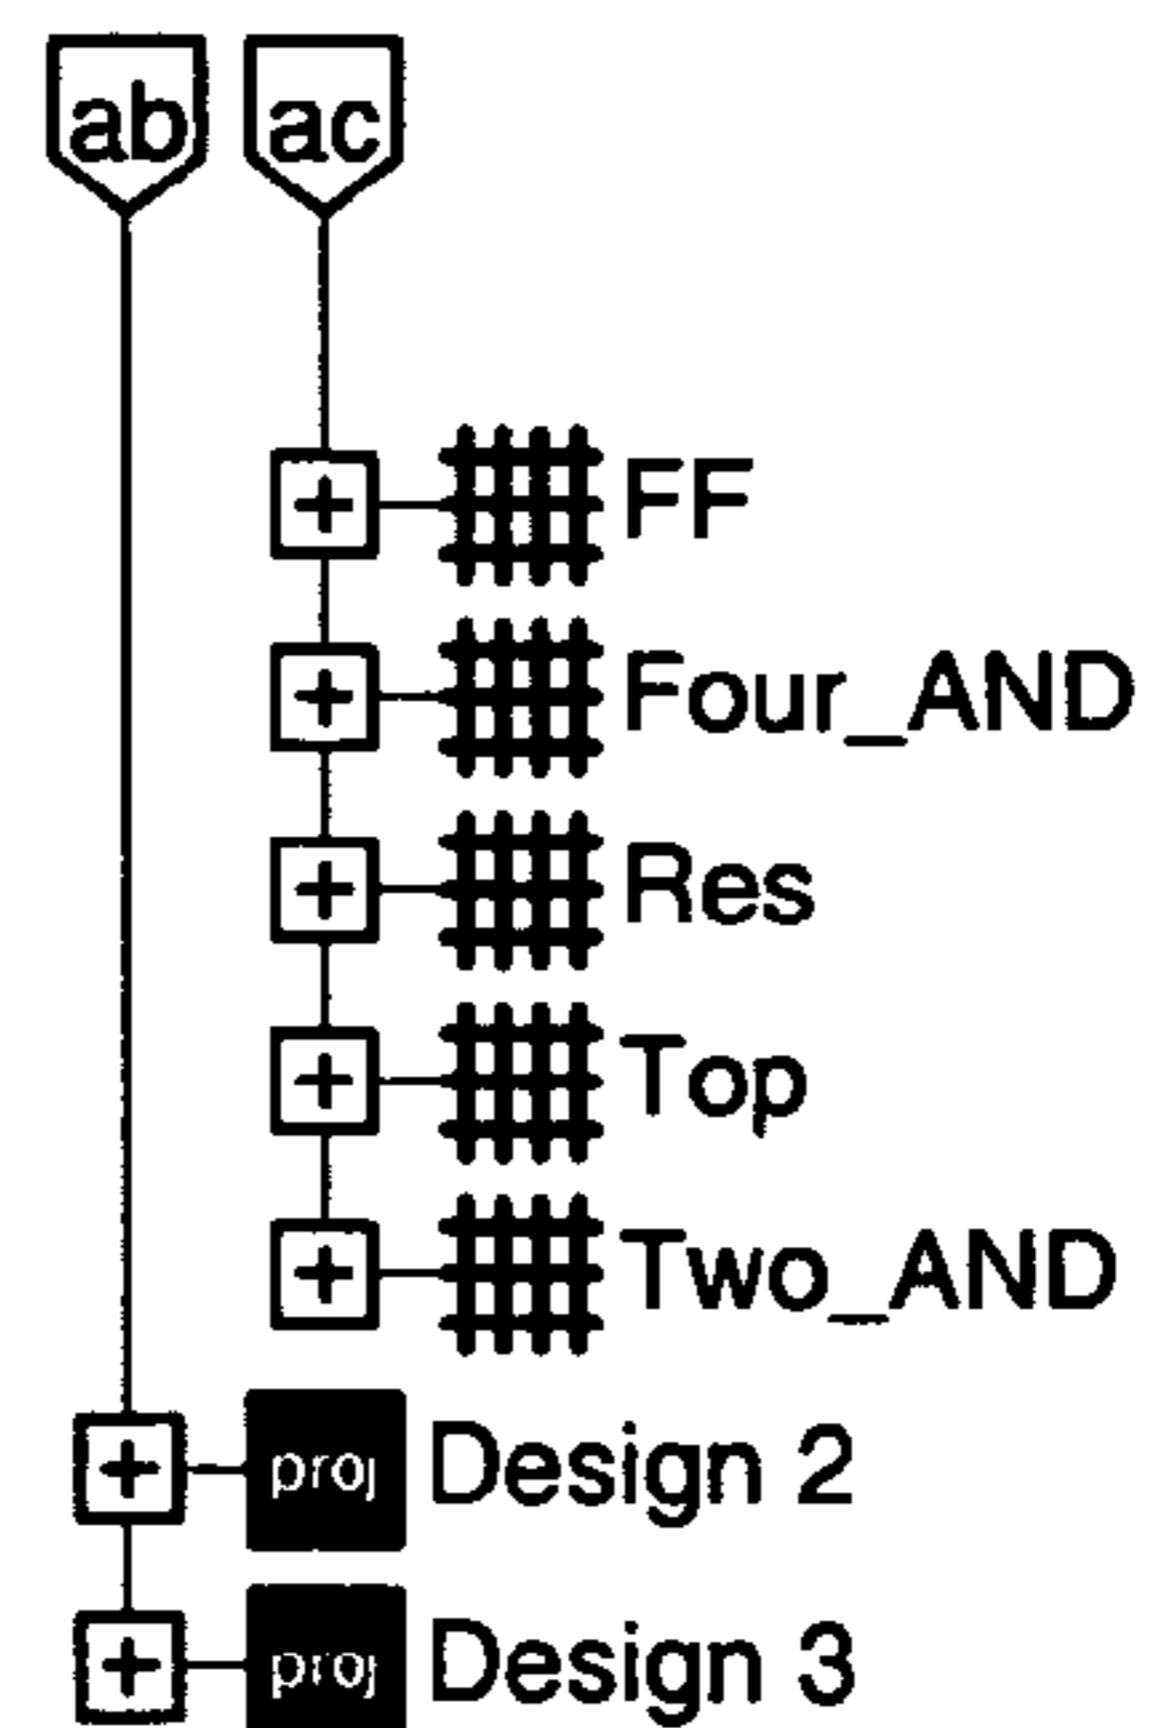 ab ac
FF
Four_AND
Res
Top
Two_AND
proj Design 2
proj Design 3